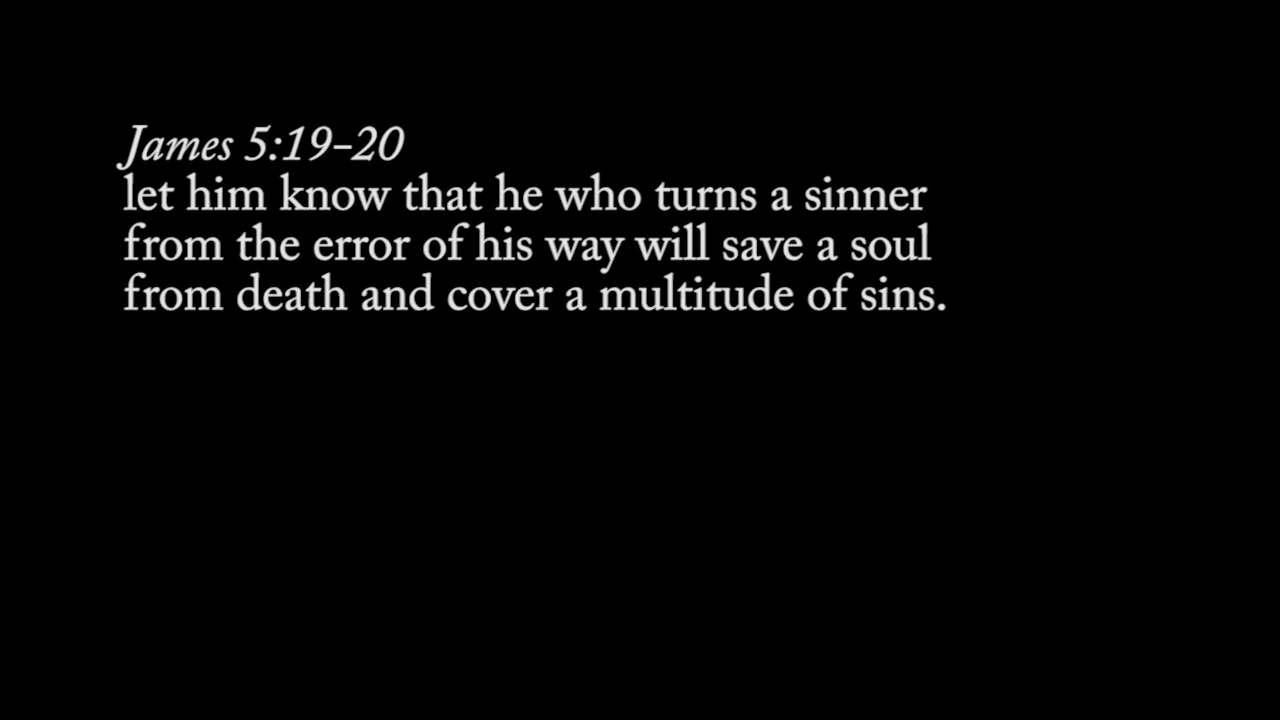 James 5:19–20
let him know that he who turns a sinner
from the error of his way will save a soul
from death and cover a multitude of sins.